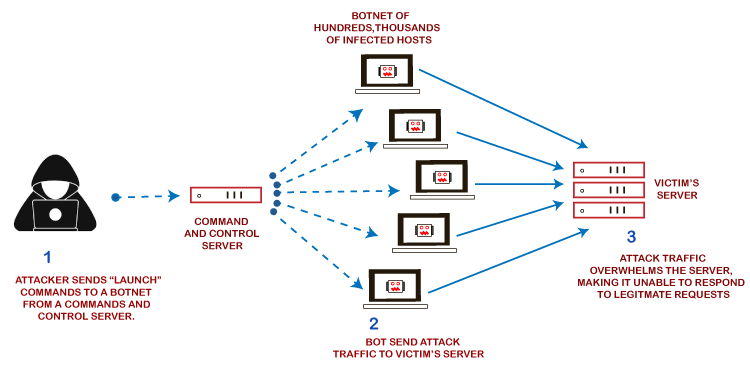 BOTNET OF
HUNDREDS,THOUSANDS
OF INFECTED HOSTS
COMMAND
AND CONTROL
SERVER
VICTIM'S
SERVER
1
ATTACKER SENDS “LAUNCH”
COMMANDS TO A BOTNET
FROM A COMMANDS AND
CONTROL SERVER.
2
BOT SEND ATTACK
TRAFFIC TO VICTIM'S SERVER
3
ATTACK TRAFFIC
OVERWHELMS THE SERVER,
MAKING IT UNABLE TO RESPOND
TO LEGITMATE REQUESTS